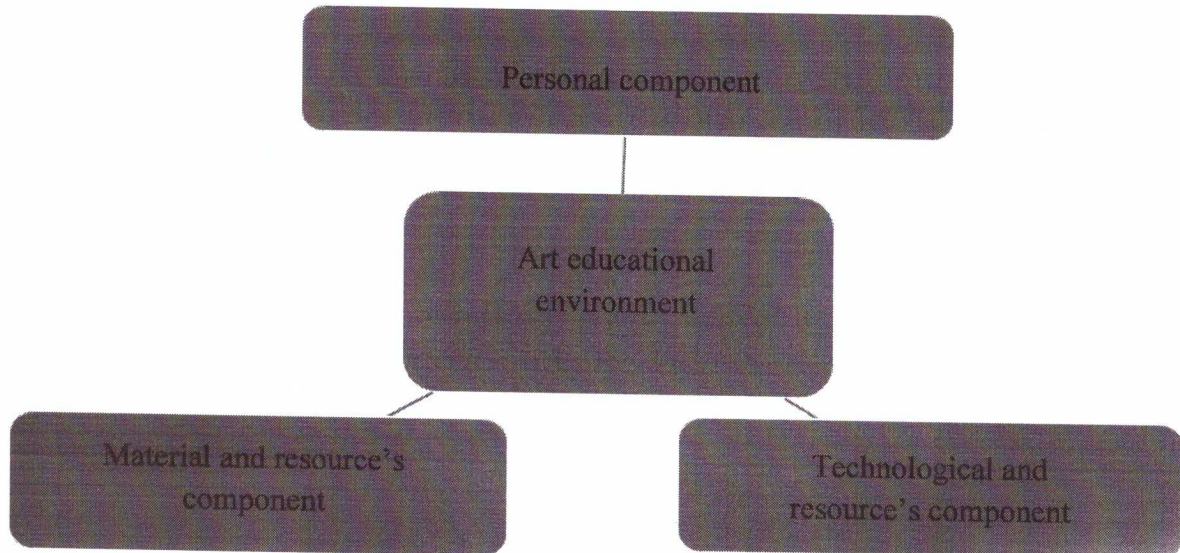 Personal component
Art educational
environment
Material and resource's
component
Technological and
resource's component